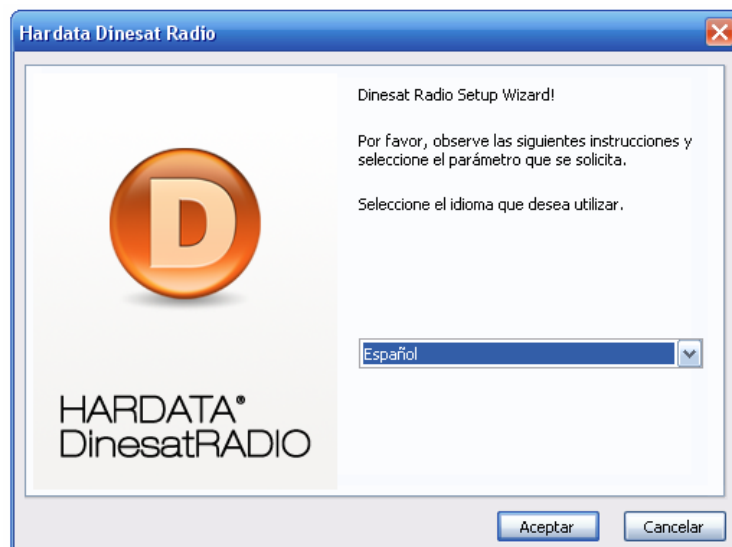 Hardata Dinesat Radio
Dinesat Radio Setup Wizard!
Por favor, observe las siguientes instrucciones y
seleccione el parámetro que se solicita.
Seleccione el idioma que desea utilizar.
Español
D
HARDATA®
DinesatRADIO
Aceptar
Cancelar